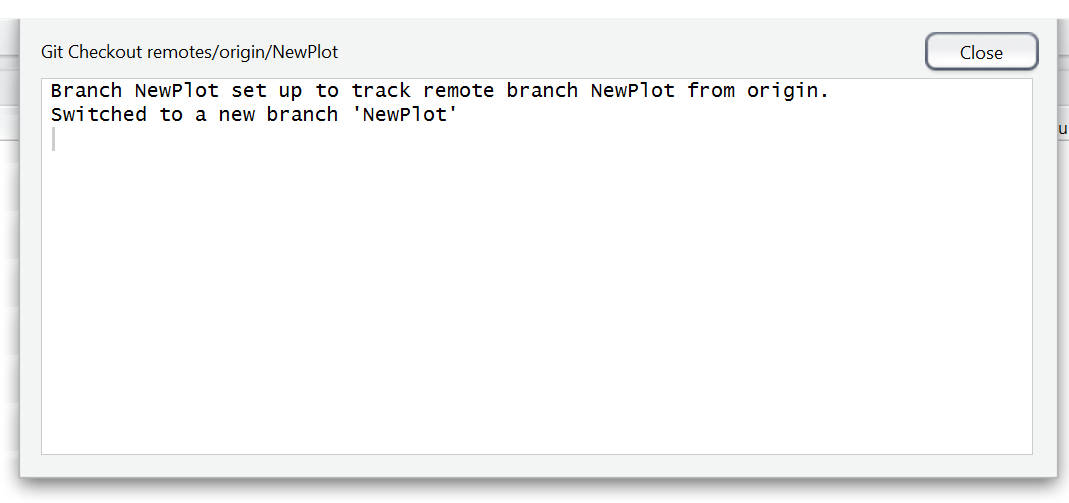 Git Checkout remotes/origin/NewPlot
Close
Branch NewPlot set up to track remote branch NewPlot from origin.
Switched to a new branch 'NewPlot'
u